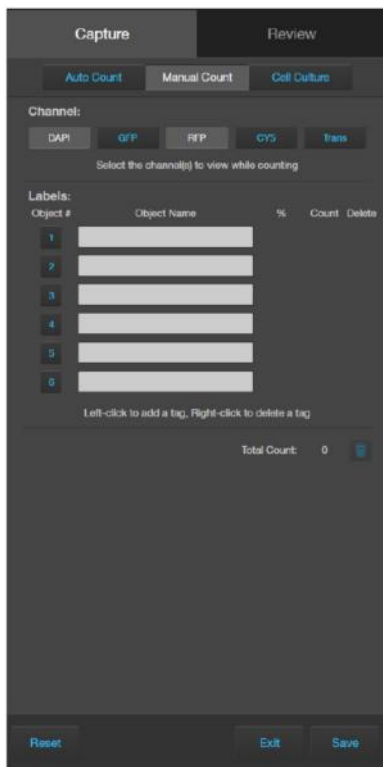 Capture Review
Auto Count Manual Count Cell Culture
Channel:
DAPI GFP RFP CY5 Trans
Select the channel(s) to view while counting
Labels:
Object # Object Name % Count Delete
1
2
3
4
5
6
Left-click to add a tag, Right-click to delete a tag
Total Count: 0
Reset Exit Save